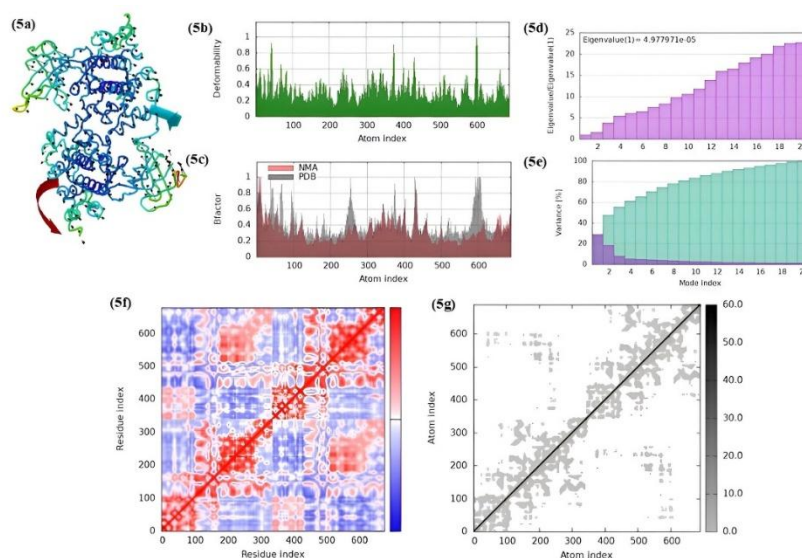 (5a)
(5b)
Deformability
1
0.8
0.6
0.4
0.2
0
100 200 300 400 500 600
Atom Index
(5c)
NMA
PDB
Bfactor
1
0.8
0.6
0.4
0.2
0
100 200 300 400 500 600
Atom index
(5d)
Eigenvalue(1)= 4.977971e-05
Eigenvalue/Eigenvalue(1)
25
20
15
10
5
0
2 4 6 8 10 12 14 16 18 2
(5e)
Variance [%]
100
80
60
40
20
0
2 4 6 8 10 12 14 16 18 2
Mode Index
(5f)
Residue index
600
500
400
300
200
100
0
0 100 200 300 400 500 600
Residue index
(5g)
Atom index
600
500
400
300
200
100
0
0 100 200 300 400 500 600
Atom index
60.0
50.0
40.0
30.0
20.0
10.0
0.0